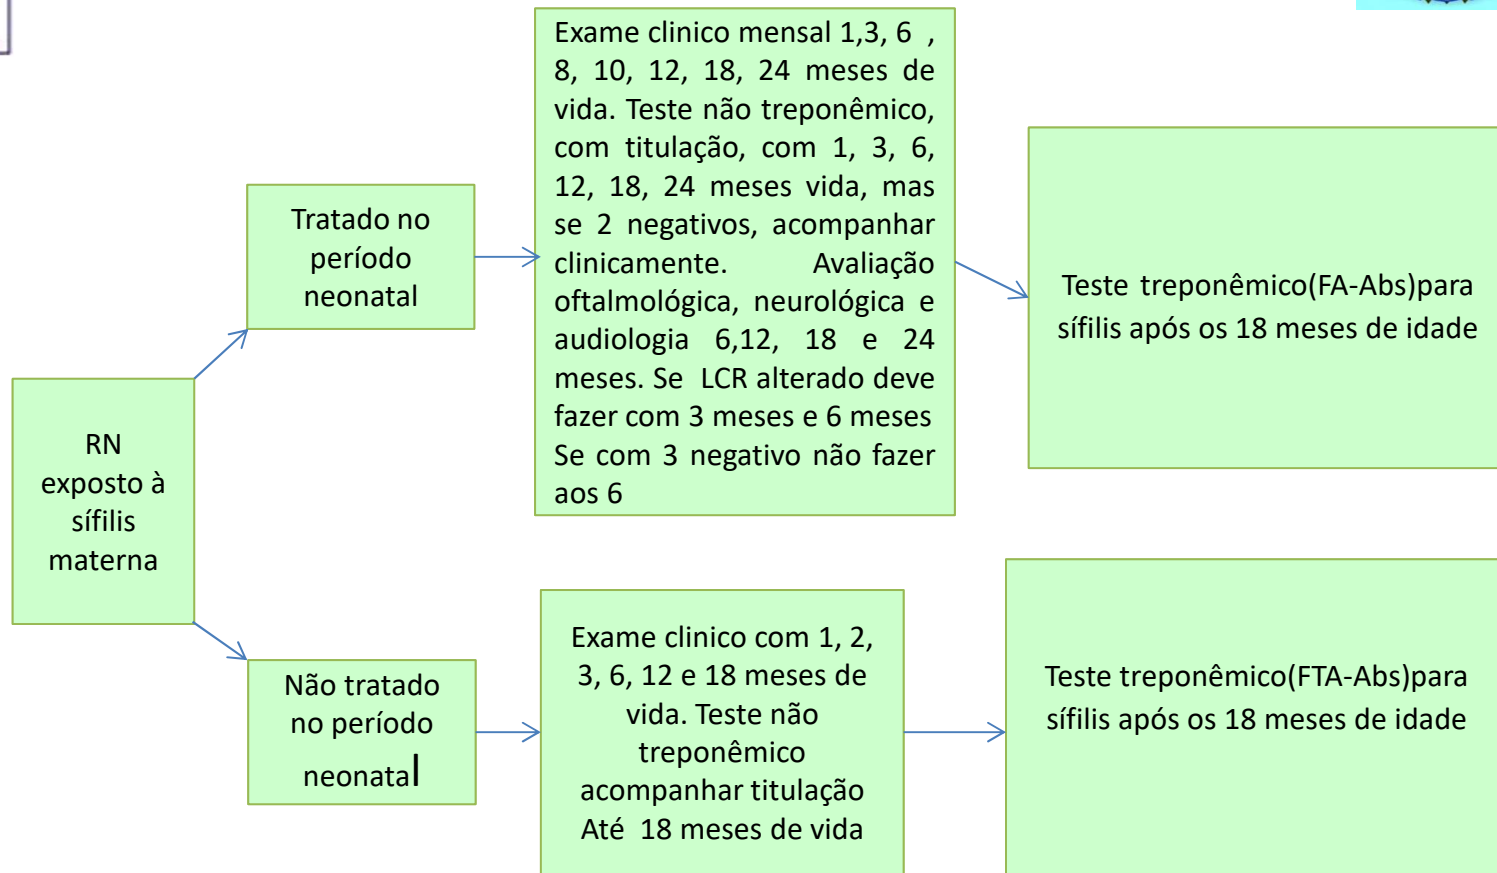 RN
exposto à
sífilis
materna
Tratado no
período
neonatal
Exame clinico mensal 1,3, 6 ,
8, 10, 12, 18, 24 meses de
vida. Teste não treponêmico,
com titulação, com 1, 3, 6,
12, 18, 24 meses vida, mas
se 2 negativos, acompanhar
clinicamente. Avaliação
oftalmológica, neurológica e
audiologia 6,12, 18 e 24
meses. Se LCR alterado deve
fazer com 3 meses e 6 meses
Se com 3 negativo não fazer
aos 6
Teste treponêmico(FA-Abs)para
sífilis após os 18 meses de idade
Não tratado
no período
neonatal
Exame clinico com 1, 2,
3, 6, 12 e 18 meses de
vida. Teste não
treponêmico
acompanhar titulação
Até 18 meses de vida
Teste treponêmico(FTA-Abs)para
sífilis após os 18 meses de idade